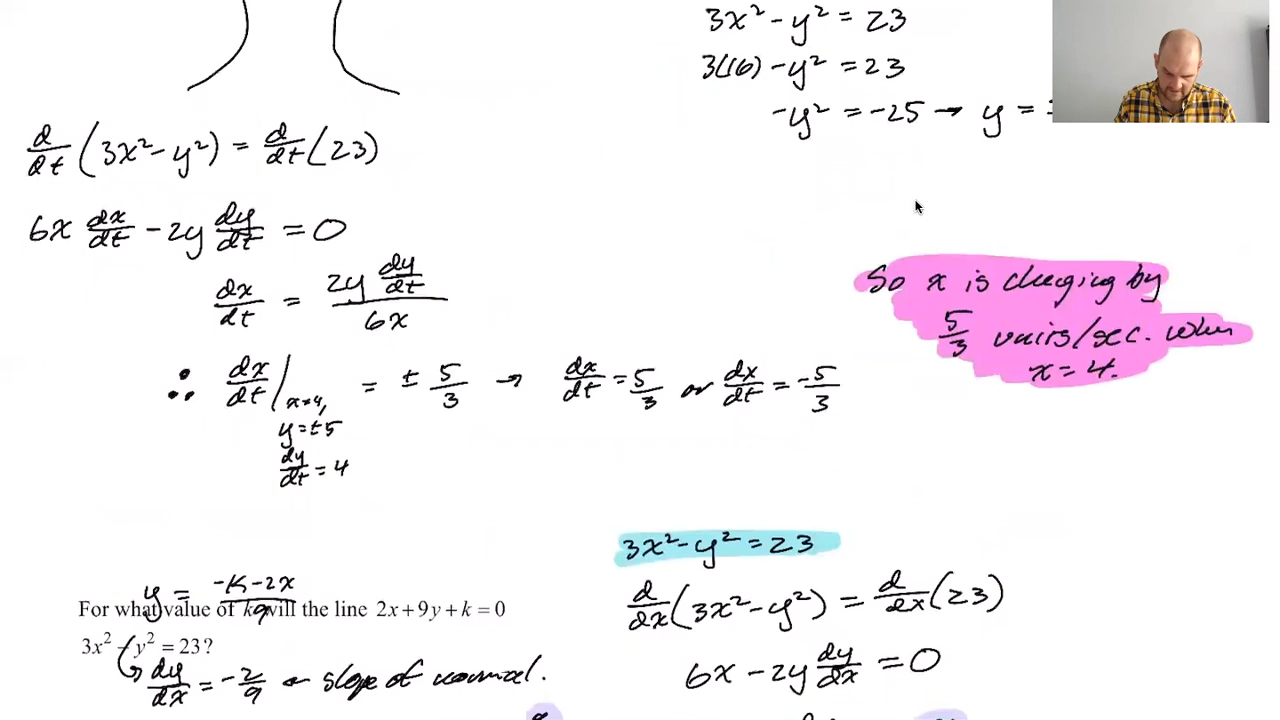 3x² - y² = 23
3(16) - y² = 23
-y² = -25 → y =
d/dt (3x² - y²) = d/dt (23)
6x dx/dt - 2y dy/dt = 0
dx/dt = 2y dy/dt / 6x
∴ dx/dt | x=4, y=±5 dy/dt = 4 = ± 5/3 → dx/dt = 5/3 or dx/dt = -5/3
So x is changing by
5/3 units/sec. when
x = 4.
y = -k-2x / 9
For what value of k will the line 2x + 9y + k = 0
3x² - y² = 23?
dy/dx = -2/9 ← slope of normal.
3x² - y² = 23
d/dx (3x² - y²) = d/dx (23)
6x - 2y dy/dx = 0